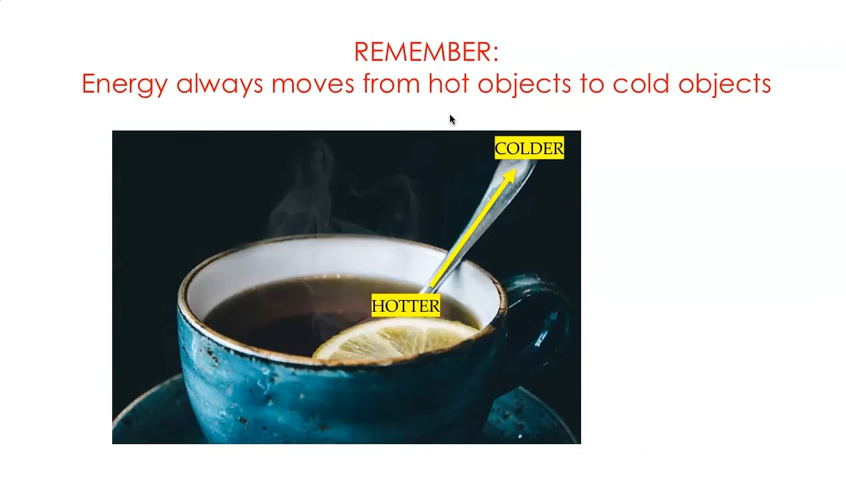 REMEMBER:
Energy always moves from hot objects to cold objects
COLDER
HOTTER